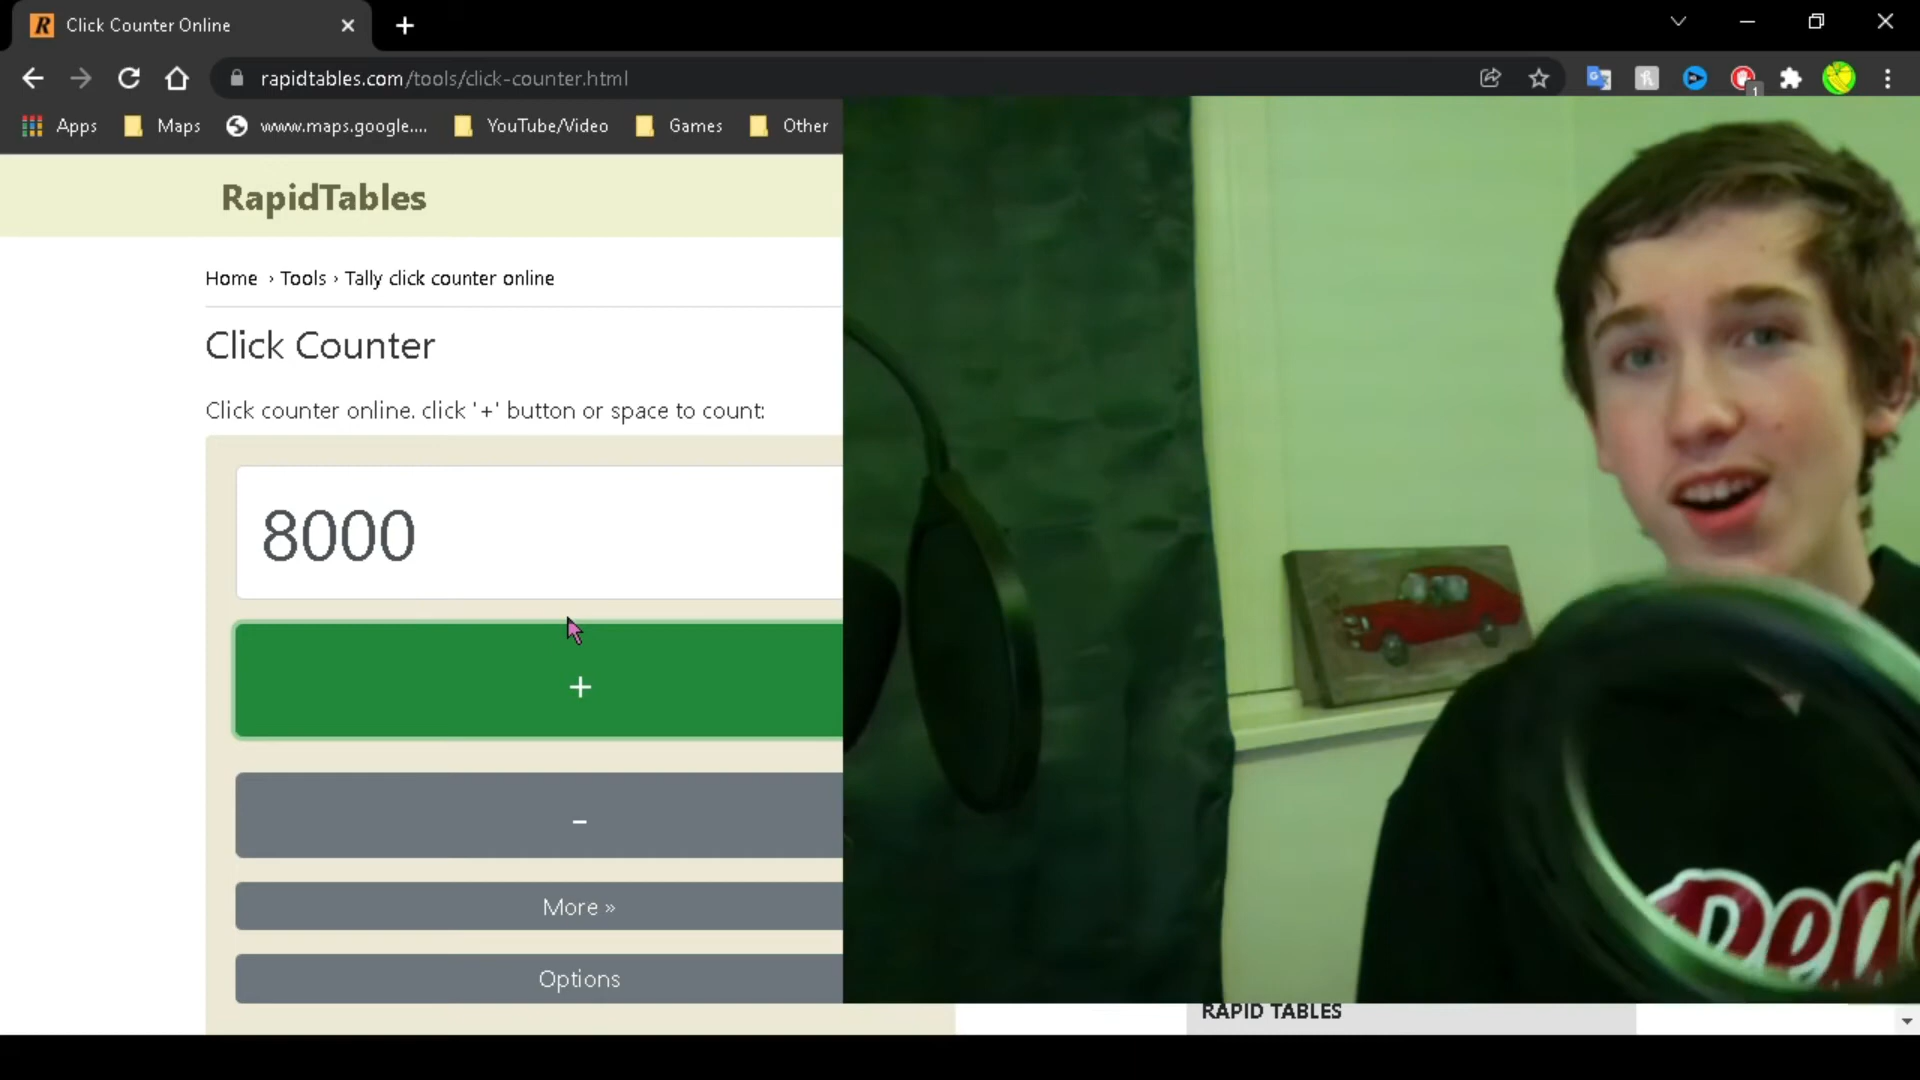 R Click Counter Online
rapidtables.com/tools/click-counter.html
1
Apps Maps www.maps.google.... YouTube/Video Games Other
RapidTables
Home › Tools › Tally click counter online
Click Counter
Click counter online. click '+' button or space to count:
8000
+
-
More »
Options
RAPID TABLES